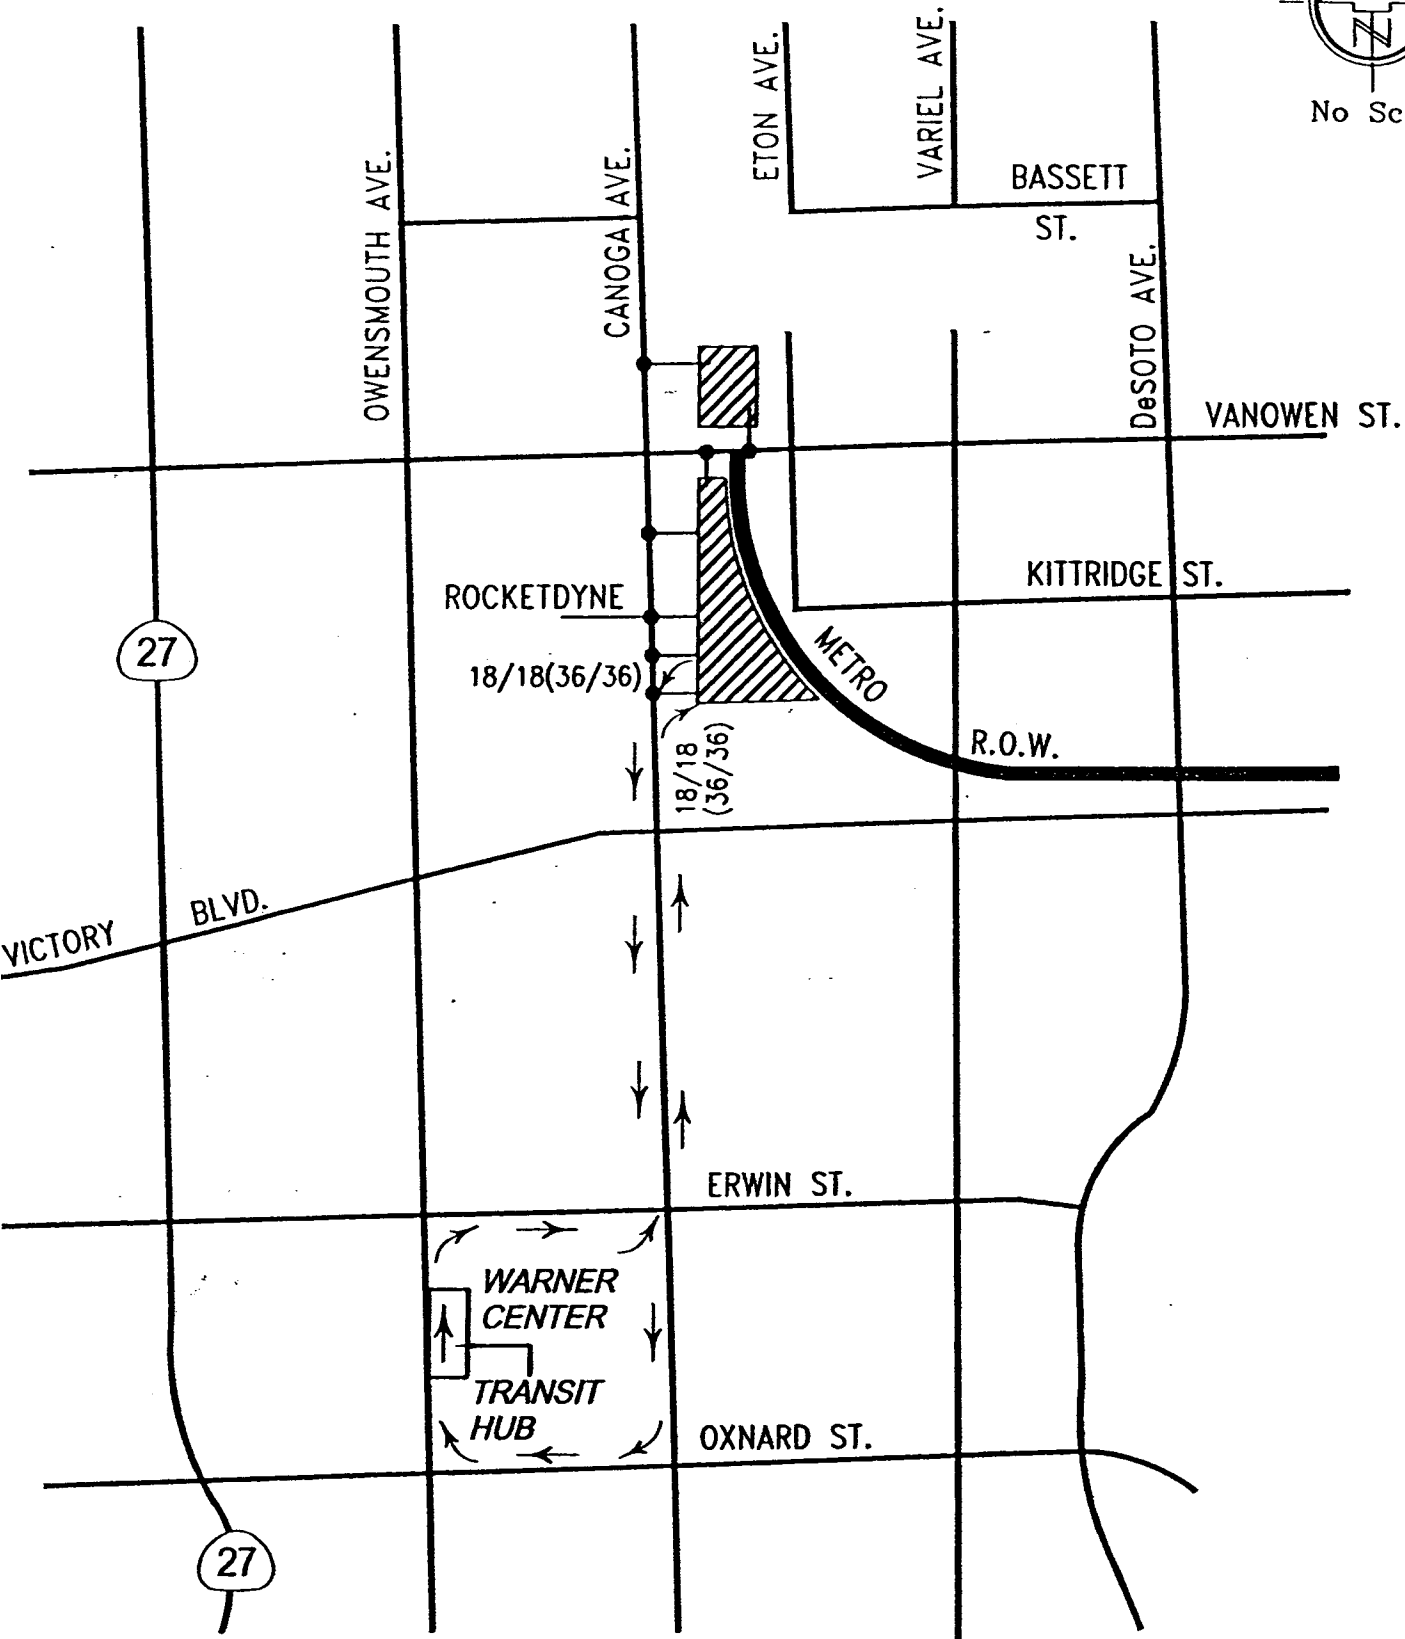 N
No Sc
ETON AVE.
VARIEL AVE.
BASSETT
ST.
OWENSMOUTH AVE.
CANOGA AVE.
DeSOTO AVE.
VANOWEN ST.
KITTRIDGE ST.
ROCKETDYNE
27
18/18(36/36)
METRO
R.O.W.
18/18
(36/36)
VICTORY BLVD.
ERWIN ST.
WARNER
CENTER
TRANSIT
HUB
OXNARD ST.
27